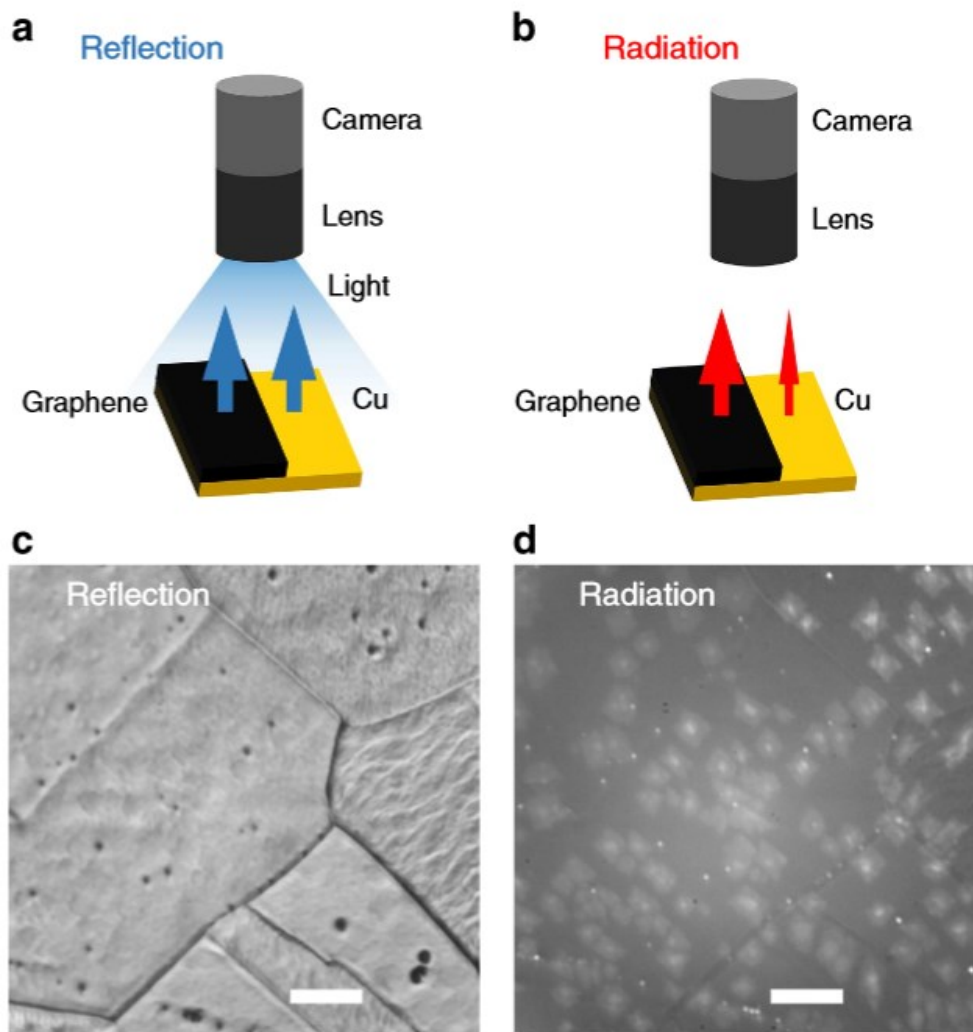 a
Reflection
Camera
Lens
Light
Graphene
Cu
b
Radiation
Camera
Lens
Graphene
Cu
c
Reflection
d
Radiation